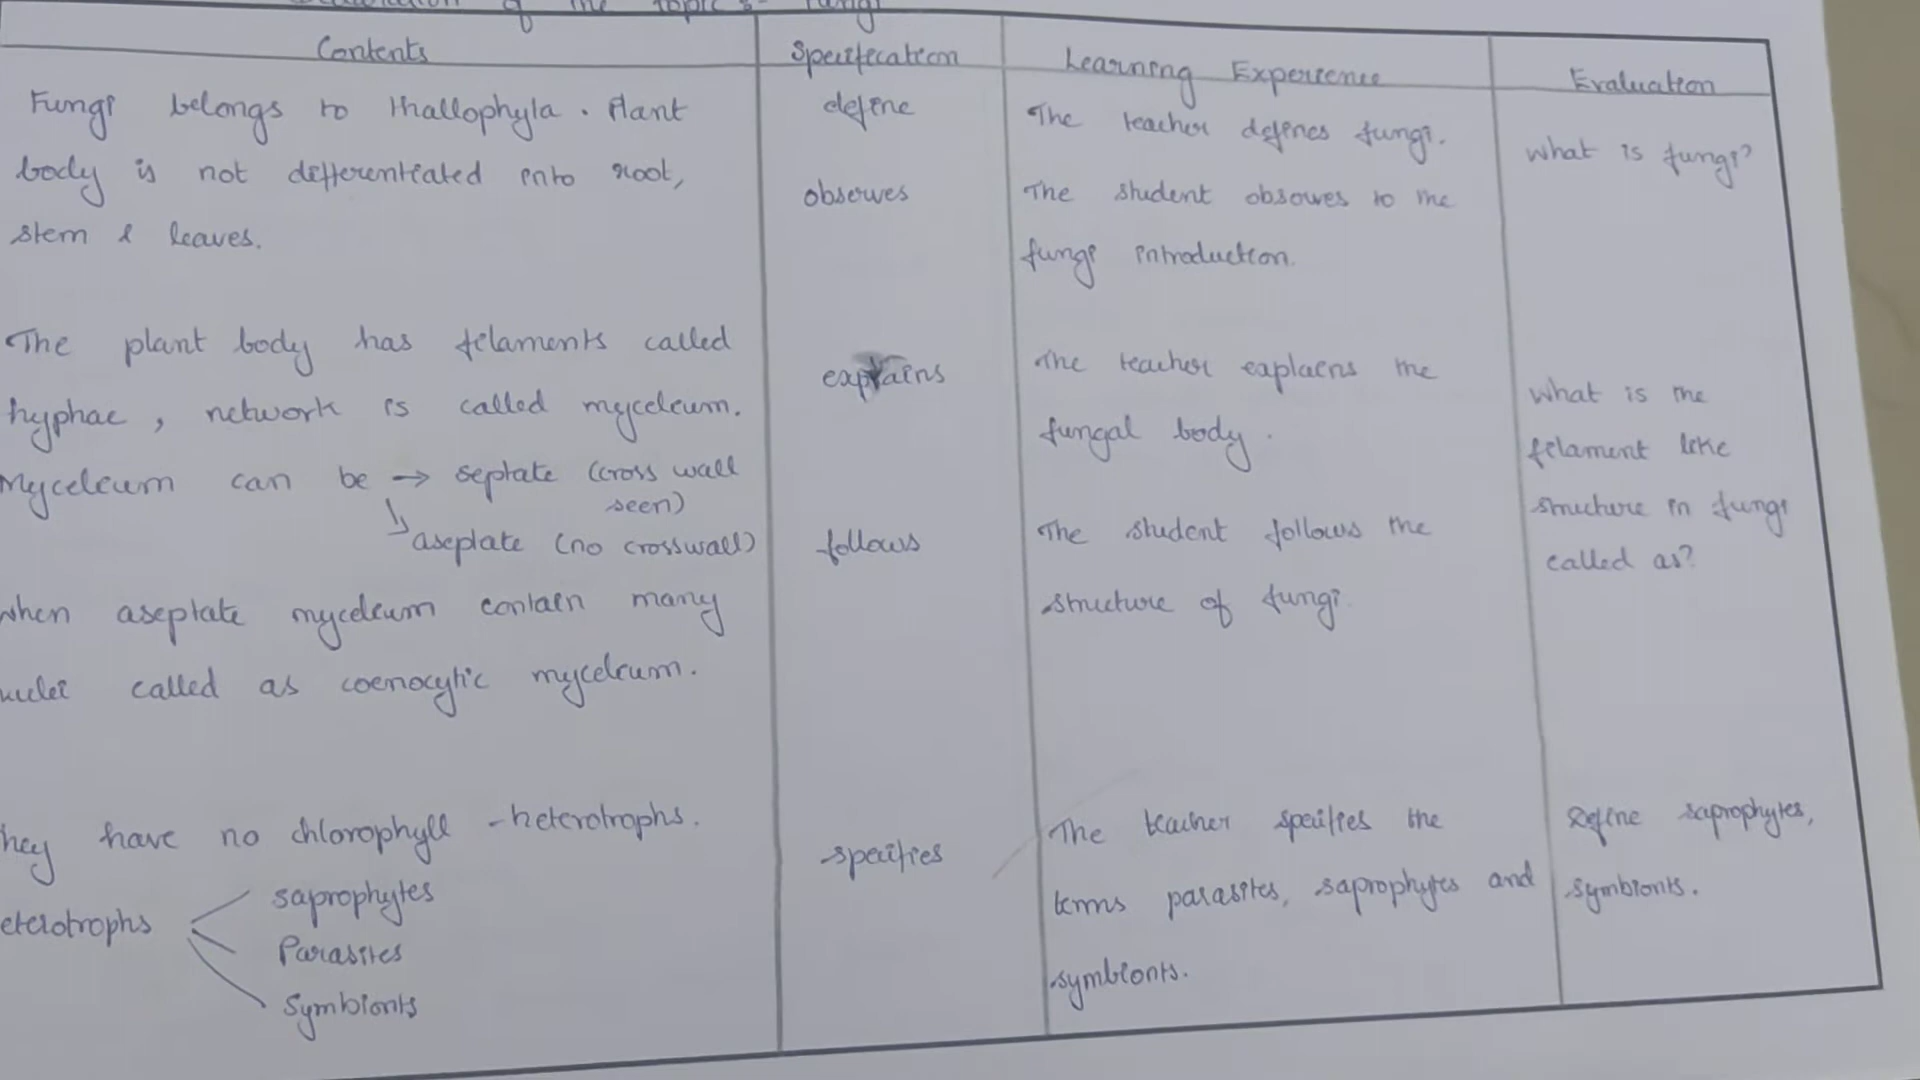 of the topic :- fungi
Contents
Fungi belongs to thallophyla. Plant
body is not differentiated into root,
stem & leaves.
The plant body has filaments called
hyphae, network is called mycelium.
Mycelium can be → septate (cross wall
seen)
↳ aseptate (no crosswall)
when aseptate mycelium contain many
nuclei called as coenocytic mycelium.
hey have no chlorophyll - heterotrophs.
eterotrophs
saprophytes
Parasites
Symbionts
Specification
define
observes
explains
follows
specifies
Learning Experience
The teacher defines fungi.
The student observes to the
fungi introduction.
The teacher explains the
fungal body.
The student follows the
structure of fungi.
The teacher specifies the
terms parasites, saprophytes and
symbionts.
Evaluation
What is fungi?
What is the
filament like
structure in fungi
called as?
Define saprophytes,
symbionts.